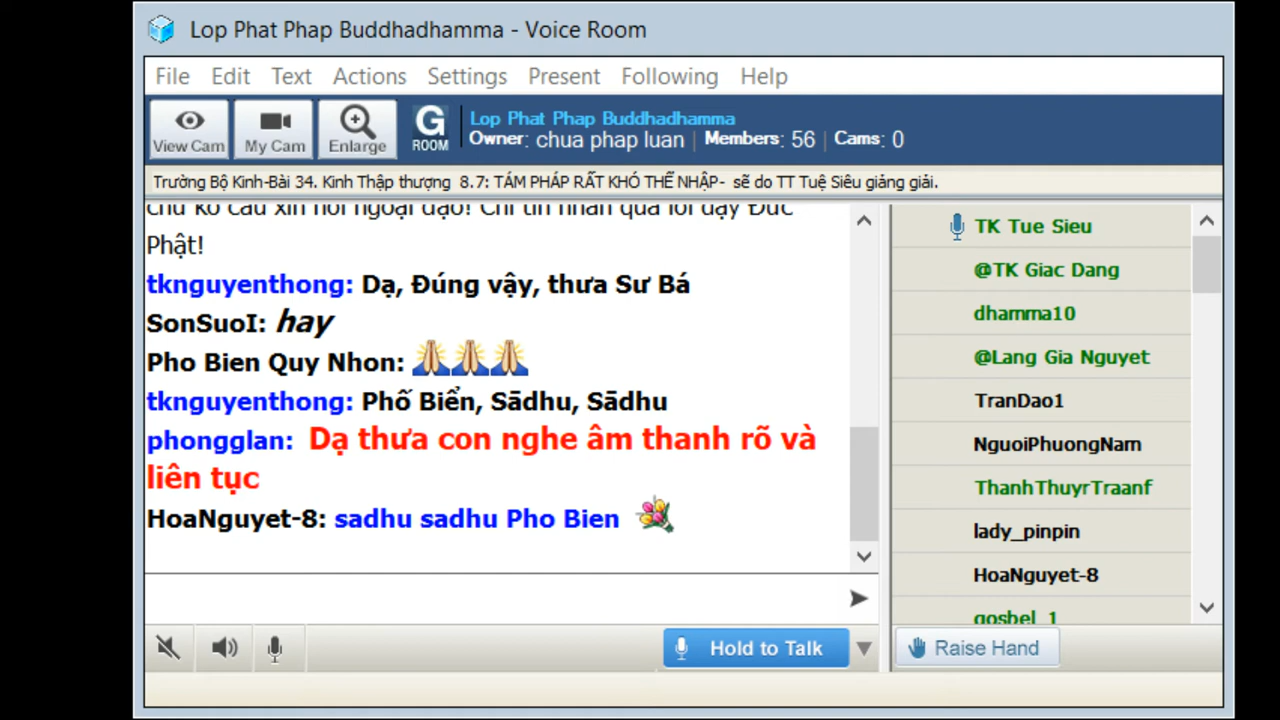 Lop Phat Phap Buddhadhamma - Voice Room
File Edit Text Actions Settings Present Following Help
View Cam My Cam Enlarge G ROOM Lop Phat Phap Buddhadhamma
Owner: chua phap luan | Members: 56 | Cams: 0
Trường Bộ Kinh-Bài 34. Kinh Thập thượng 8.7: TÁM PHÁP RẤT KHÓ THỂ NHẬP- sẽ do TT Tuệ Siêu giảng giải.
Phật!
tknguyenthong: Dạ, Đúng vậy, thưa Sư Bá
SonSuoI: hay
Pho Bien Quy Nhon:
tknguyenthong: Phố Biển, Sādhu, Sādhu
phongglan: Dạ thưa con nghe âm thanh rõ và
liên tục
HoaNguyet-8: sadhu sadhu Pho Bien
TK Tue Sieu
@TK Giac Dang
dhamma10
@Lang Gia Nguyet
TranDao1
NguoiPhuongNam
ThanhThuyrTraanf
lady_pinpin
HoaNguyet-8
gosbel_1
Hold to Talk
Raise Hand